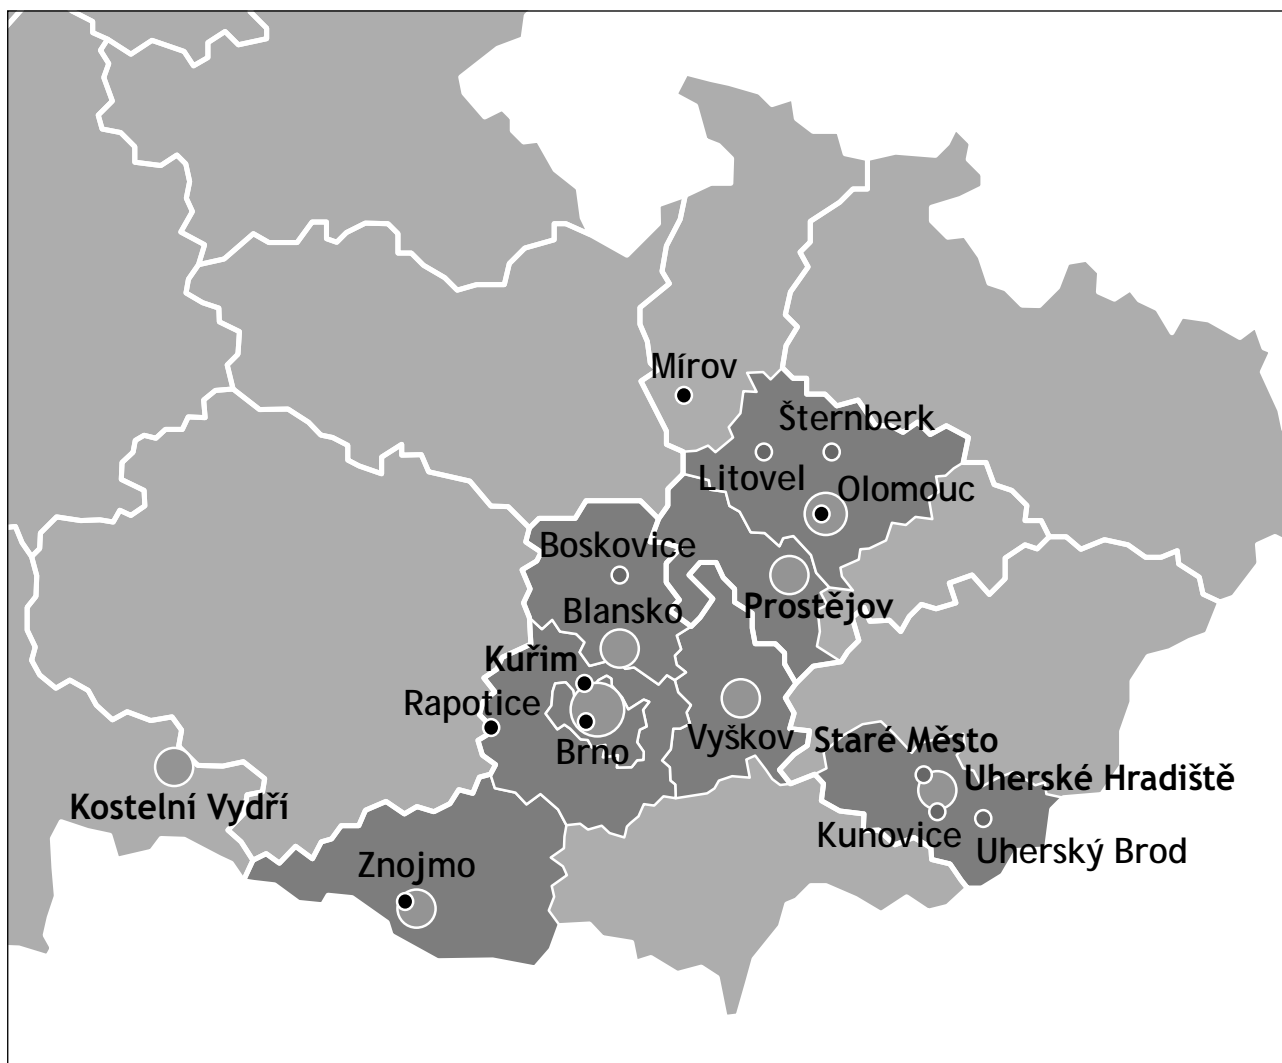 Mírov
Šternberk
Litovel
Olomouc
Boskovice
Blansko
Prostějov
Kuřim
Rapotice
Brno
Vyškov
Staré Město
Uherské Hradiště
Kostelní Vydří
Kunovice
Uherský Brod
Znojmo